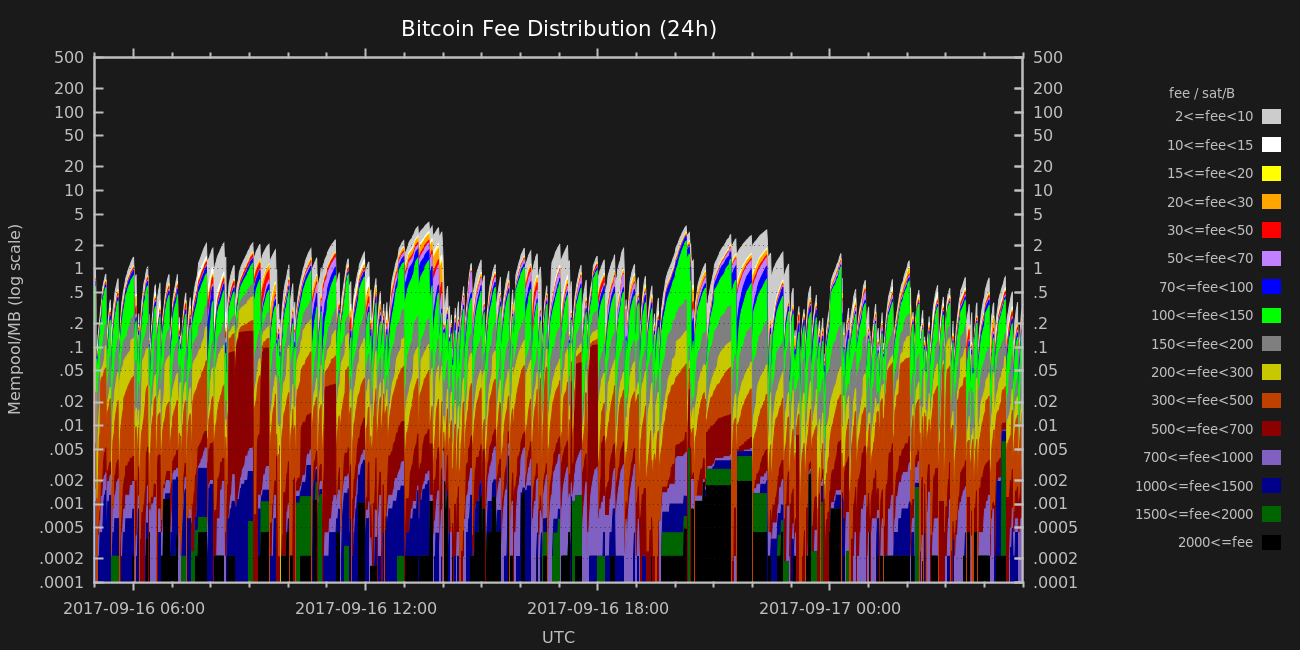 Bitcoin Fee Distribution (24h)
Mempool/MB (log scale)
500
200
100
50
20
10
5
2
1
.5
.2
.1
.05
.02
.01
.005
.002
.001
.0005
.0002
.0001
500
200
100
50
20
10
5
2
1
.5
.2
.1
.05
.02
.01
.005
.002
.001
.0005
.0002
.0001
2017-09-16 06:00
2017-09-16 12:00
2017-09-16 18:00
2017-09-17 00:00
UTC
fee / sat/B
2<=fee<10
10<=fee<15
15<=fee<20
20<=fee<30
30<=fee<50
50<=fee<70
70<=fee<100
100<=fee<150
150<=fee<200
200<=fee<300
300<=fee<500
500<=fee<700
700<=fee<1000
1000<=fee<1500
1500<=fee<2000
2000<=fee